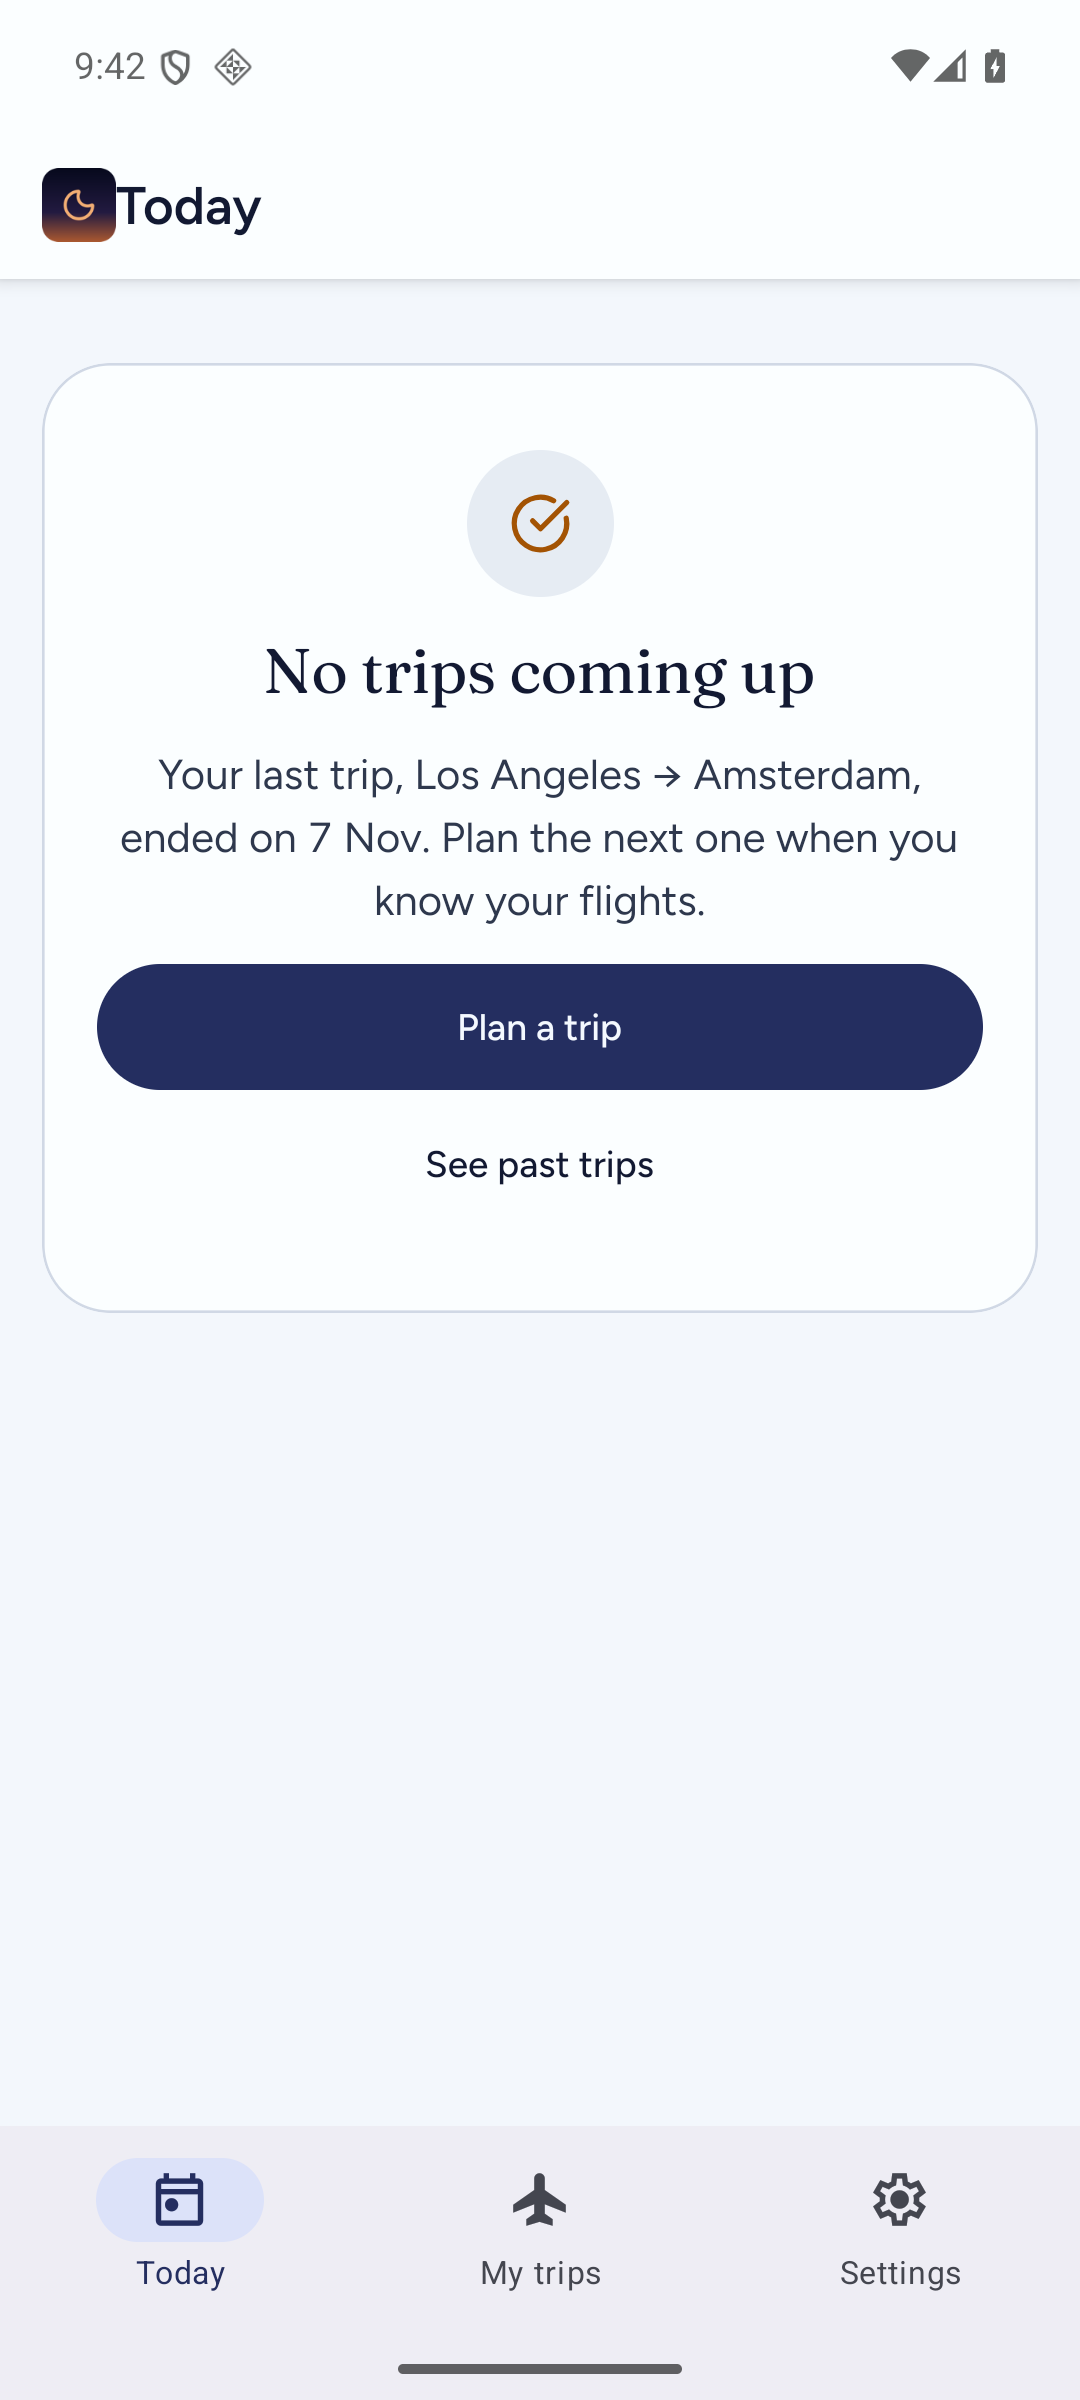 9:42
Today
No trips coming up
Your last trip, Los Angeles → Amsterdam,
ended on 7 Nov. Plan the next one when you
know your flights.
Plan a trip
See past trips
Today
My trips
Settings